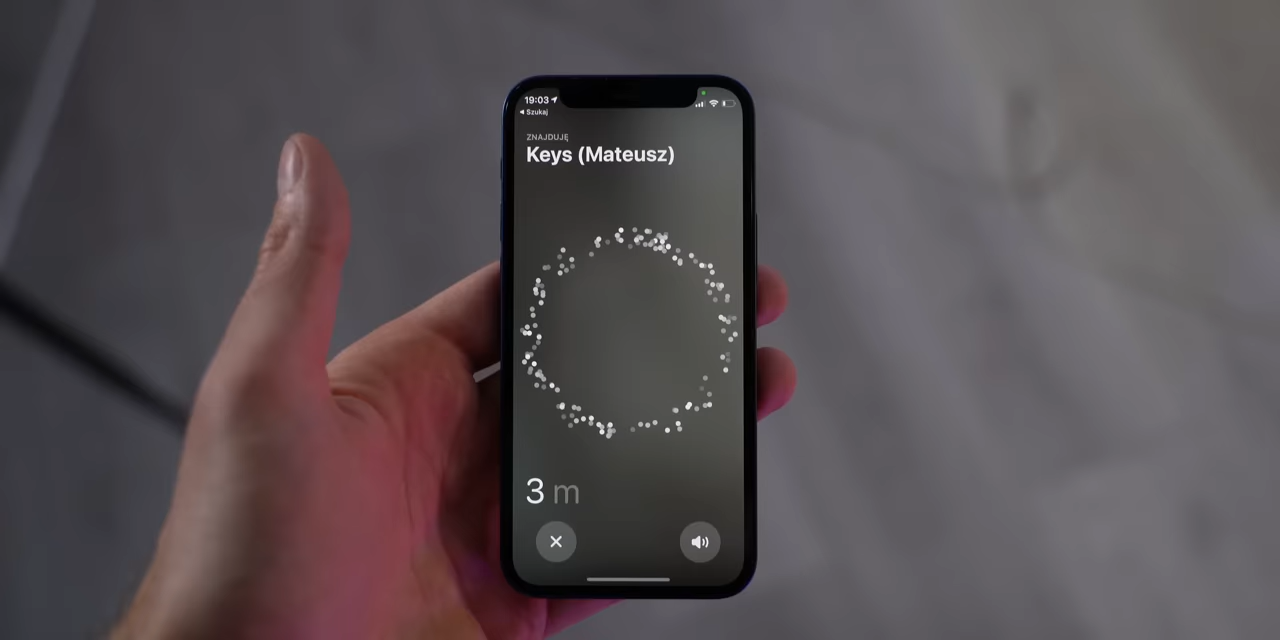 19:03
◀ Szukaj
ZNAJDUJĘ
Keys (Mateusz)
3 m